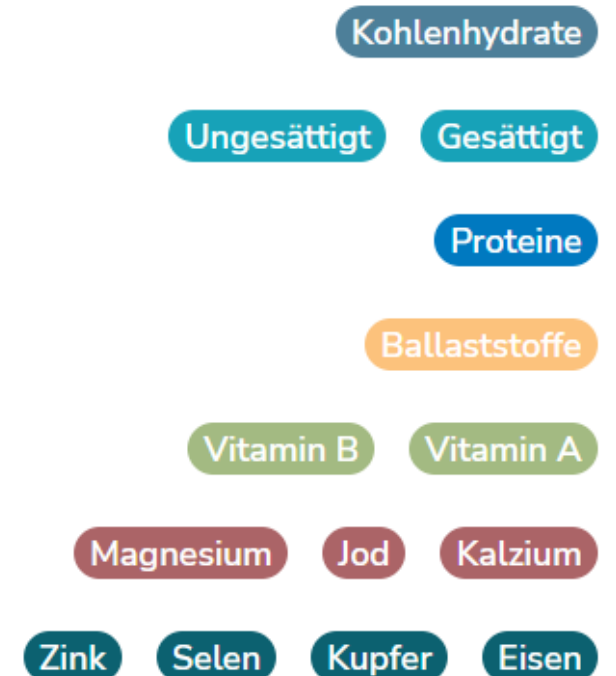 Kohlenhydrate
Ungesättigt Gesättigt
Proteine
Ballaststoffe
Vitamin B Vitamin A
Magnesium Jod Kalzium
Zink Selen Kupfer Eisen